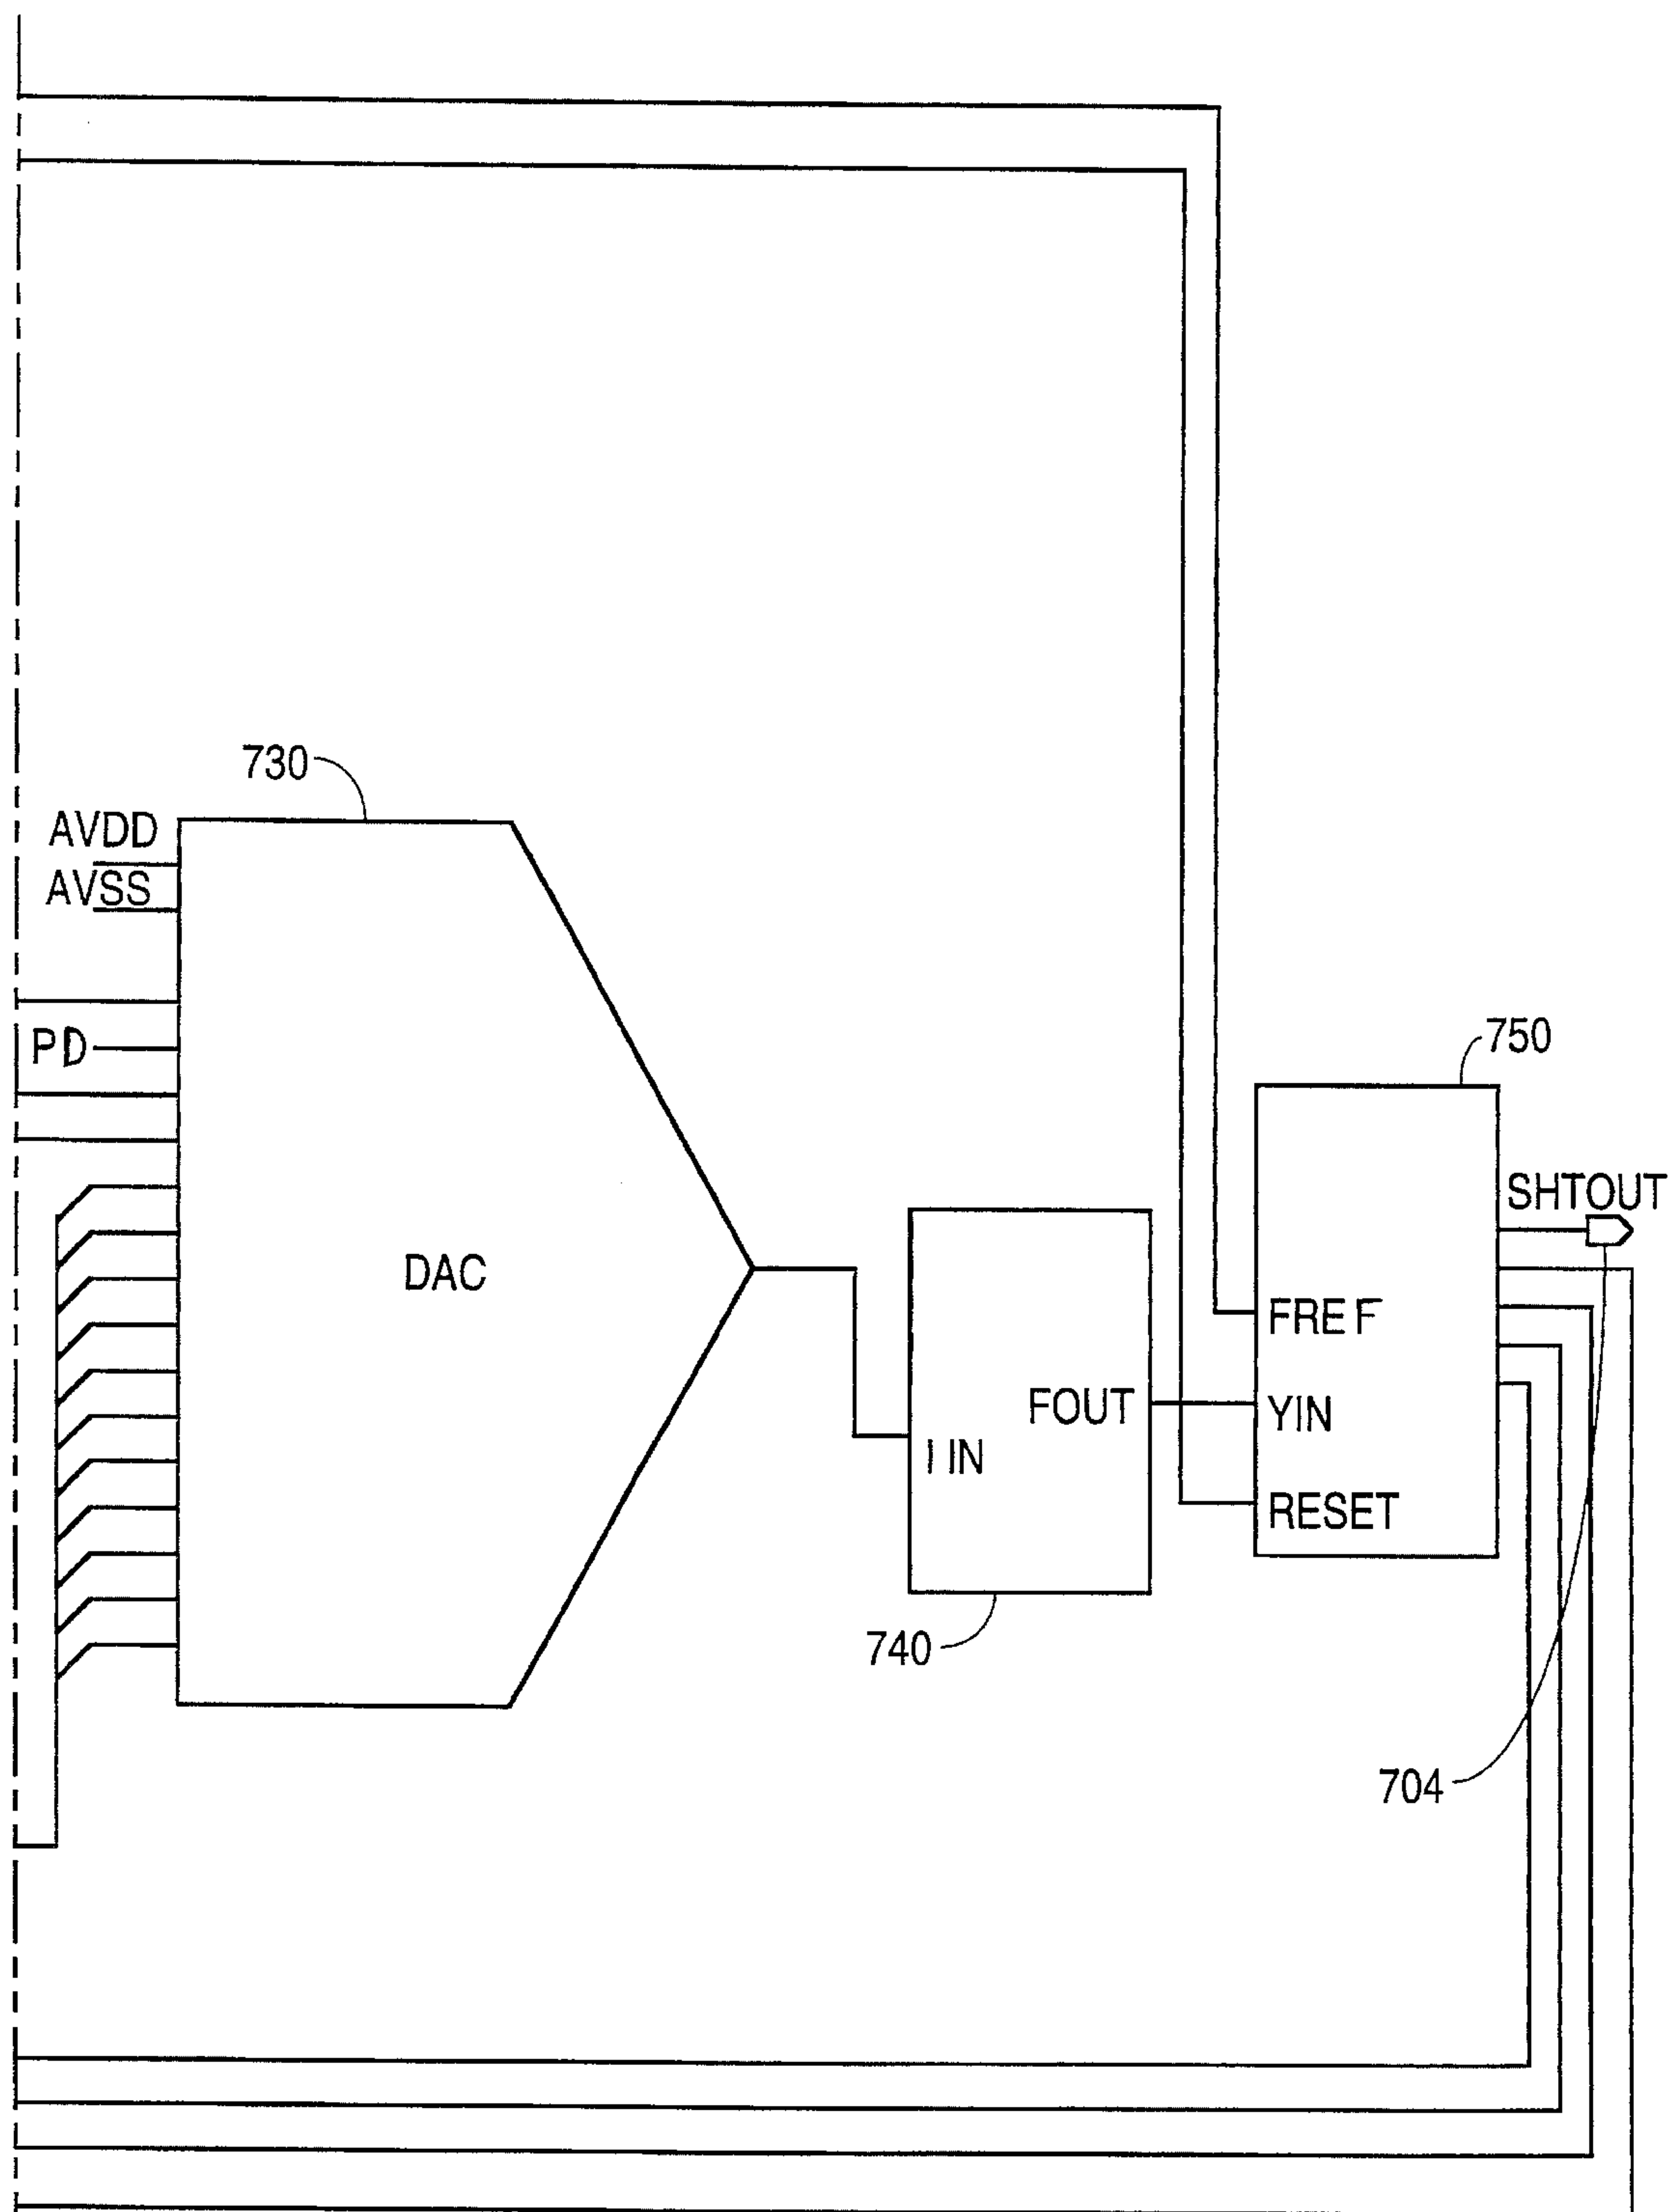 730
AVDD
AVSS
PD
750
SHTOUT
DAC
FREF
FOUT
YIN
I IN
RESET
740
704